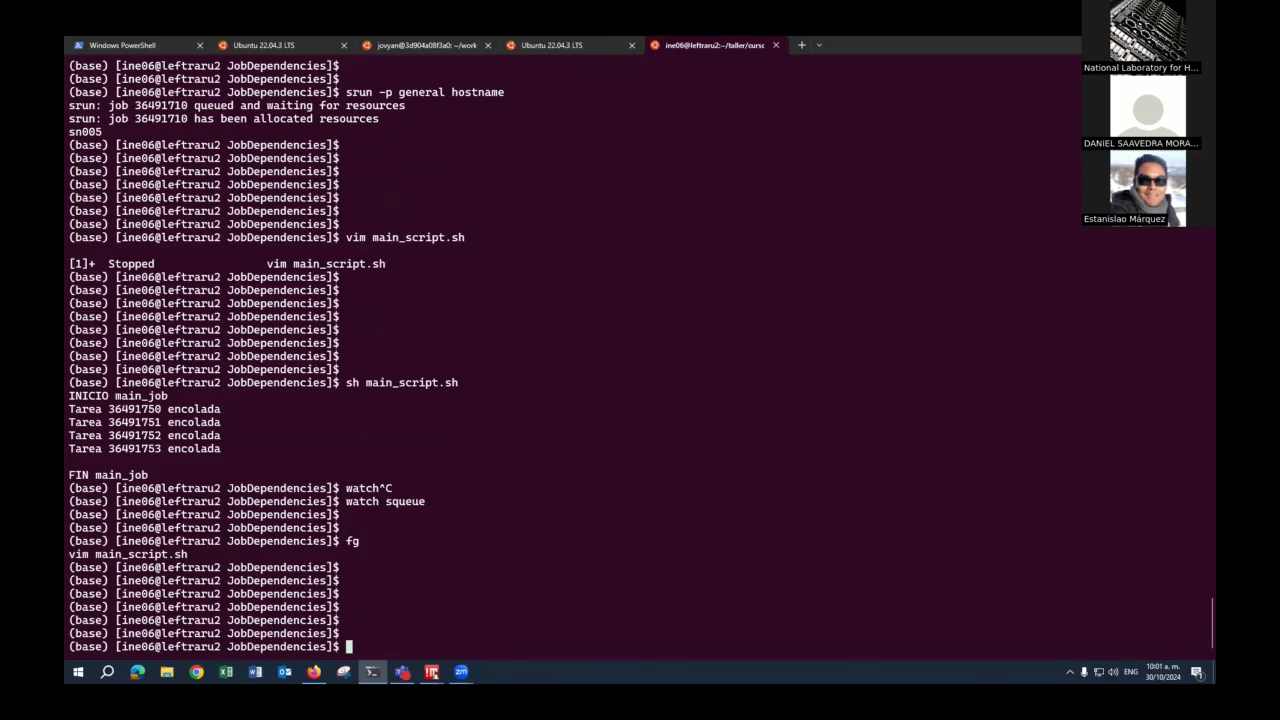 Windows PowerShell
Ubuntu 22.04.3 LTS
jovyan@3d904a08f3a0: ~/work
Ubuntu 22.04.3 LTS
ine06@leftraru2:~/taller/curso
(base) [ine06@leftraru2 JobDependencies]$
(base) [ine06@leftraru2 JobDependencies]$
(base) [ine06@leftraru2 JobDependencies]$ srun -p general hostname
srun: job 36491710 queued and waiting for resources
srun: job 36491710 has been allocated resources
sn005
(base) [ine06@leftraru2 JobDependencies]$
(base) [ine06@leftraru2 JobDependencies]$
(base) [ine06@leftraru2 JobDependencies]$
(base) [ine06@leftraru2 JobDependencies]$
(base) [ine06@leftraru2 JobDependencies]$
(base) [ine06@leftraru2 JobDependencies]$
(base) [ine06@leftraru2 JobDependencies]$
(base) [ine06@leftraru2 JobDependencies]$ vim main_script.sh
[1]+  Stopped                 vim main_script.sh
(base) [ine06@leftraru2 JobDependencies]$
(base) [ine06@leftraru2 JobDependencies]$
(base) [ine06@leftraru2 JobDependencies]$
(base) [ine06@leftraru2 JobDependencies]$
(base) [ine06@leftraru2 JobDependencies]$
(base) [ine06@leftraru2 JobDependencies]$
(base) [ine06@leftraru2 JobDependencies]$
(base) [ine06@leftraru2 JobDependencies]$
(base) [ine06@leftraru2 JobDependencies]$ sh main_script.sh
INICIO main_job
Tarea 36491750 encolada
Tarea 36491751 encolada
Tarea 36491752 encolada
Tarea 36491753 encolada
FIN main_job
(base) [ine06@leftraru2 JobDependencies]$ watch^C
(base) [ine06@leftraru2 JobDependencies]$ watch squeue
(base) [ine06@leftraru2 JobDependencies]$
(base) [ine06@leftraru2 JobDependencies]$
(base) [ine06@leftraru2 JobDependencies]$ fg
vim main_script.sh
(base) [ine06@leftraru2 JobDependencies]$
(base) [ine06@leftraru2 JobDependencies]$
(base) [ine06@leftraru2 JobDependencies]$
(base) [ine06@leftraru2 JobDependencies]$
(base) [ine06@leftraru2 JobDependencies]$
(base) [ine06@leftraru2 JobDependencies]$
(base) [ine06@leftraru2 JobDependencies]$
National Laboratory for H...
DANIEL SAAVEDRA MORA...
Estanislao Márquez
ENG
10:01 a. m.
30/10/2024